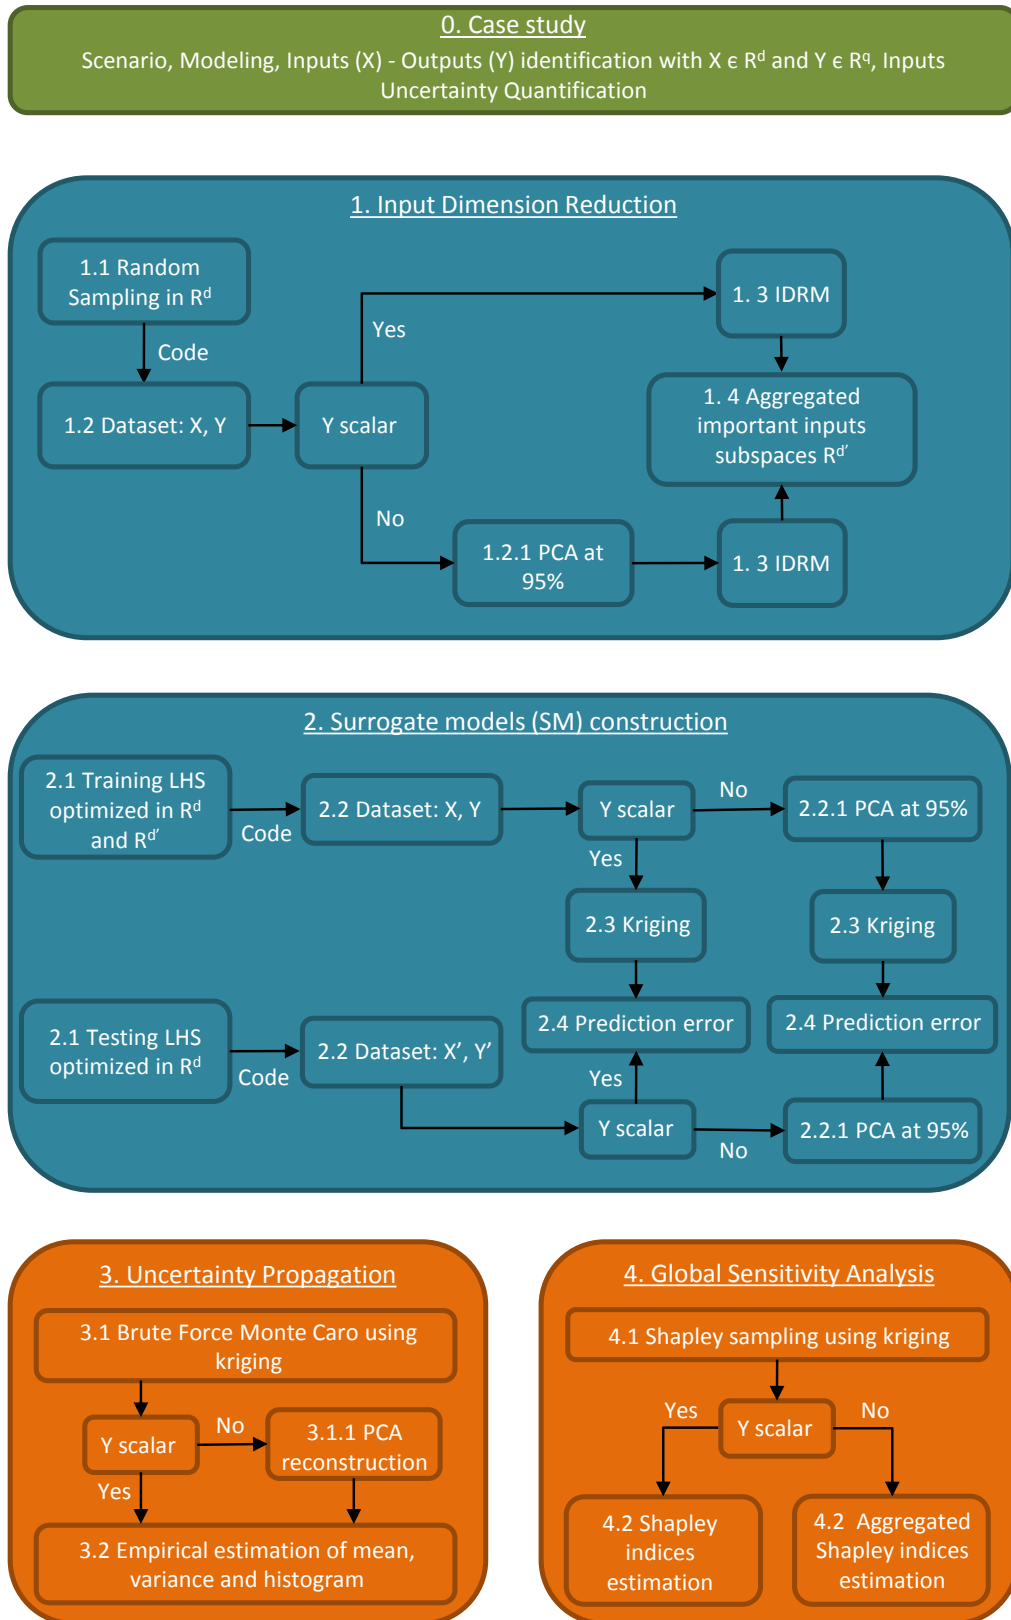 0. Case study
Scenario, Modeling, Inputs (X) - Outputs (Y) identification with X ϵ Rᵈ and Y ϵ R^q, Inputs
Uncertainty Quantification
1. Input Dimension Reduction
1.1 Random
Sampling in Rᵈ
Code
1.2 Dataset: X, Y
Y scalar
Yes
No
1.2.1 PCA at
95%
1. 3 IDRM
1. 4 Aggregated
important inputs
subspaces Rᵈ'
1. 3 IDRM
2. Surrogate models (SM) construction
2.1 Training LHS
optimized in Rᵈ
and Rᵈ'
Code
2.2 Dataset: X, Y
Y scalar
No
2.2.1 PCA at 95%
Yes
2.3 Kriging
2.3 Kriging
2.4 Prediction error
2.4 Prediction error
2.1 Testing LHS
optimized in Rᵈ
Code
2.2 Dataset: X’, Y’
Yes
Y scalar
No
2.2.1 PCA at 95%
3. Uncertainty Propagation
3.1 Brute Force Monte Caro using
kriging
Y scalar
No
3.1.1 PCA
reconstruction
Yes
3.2 Empirical estimation of mean,
variance and histogram
4. Global Sensitivity Analysis
4.1 Shapley sampling using kriging
Yes
Y scalar
No
4.2 Shapley
indices
estimation
4.2 Aggregated
Shapley indices
estimation